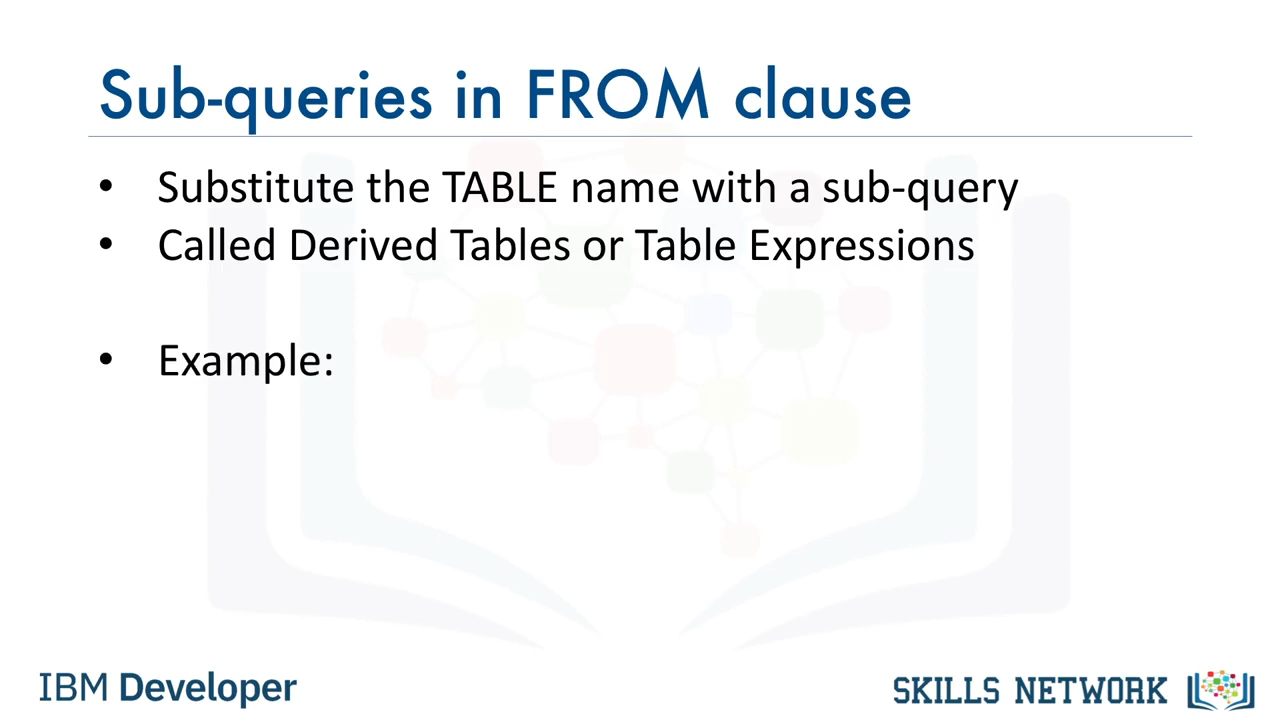 Sub-queries in FROM clause
• Substitute the TABLE name with a sub-query
• Called Derived Tables or Table Expressions
• Example:
IBM Developer
SKILLS NETWORK